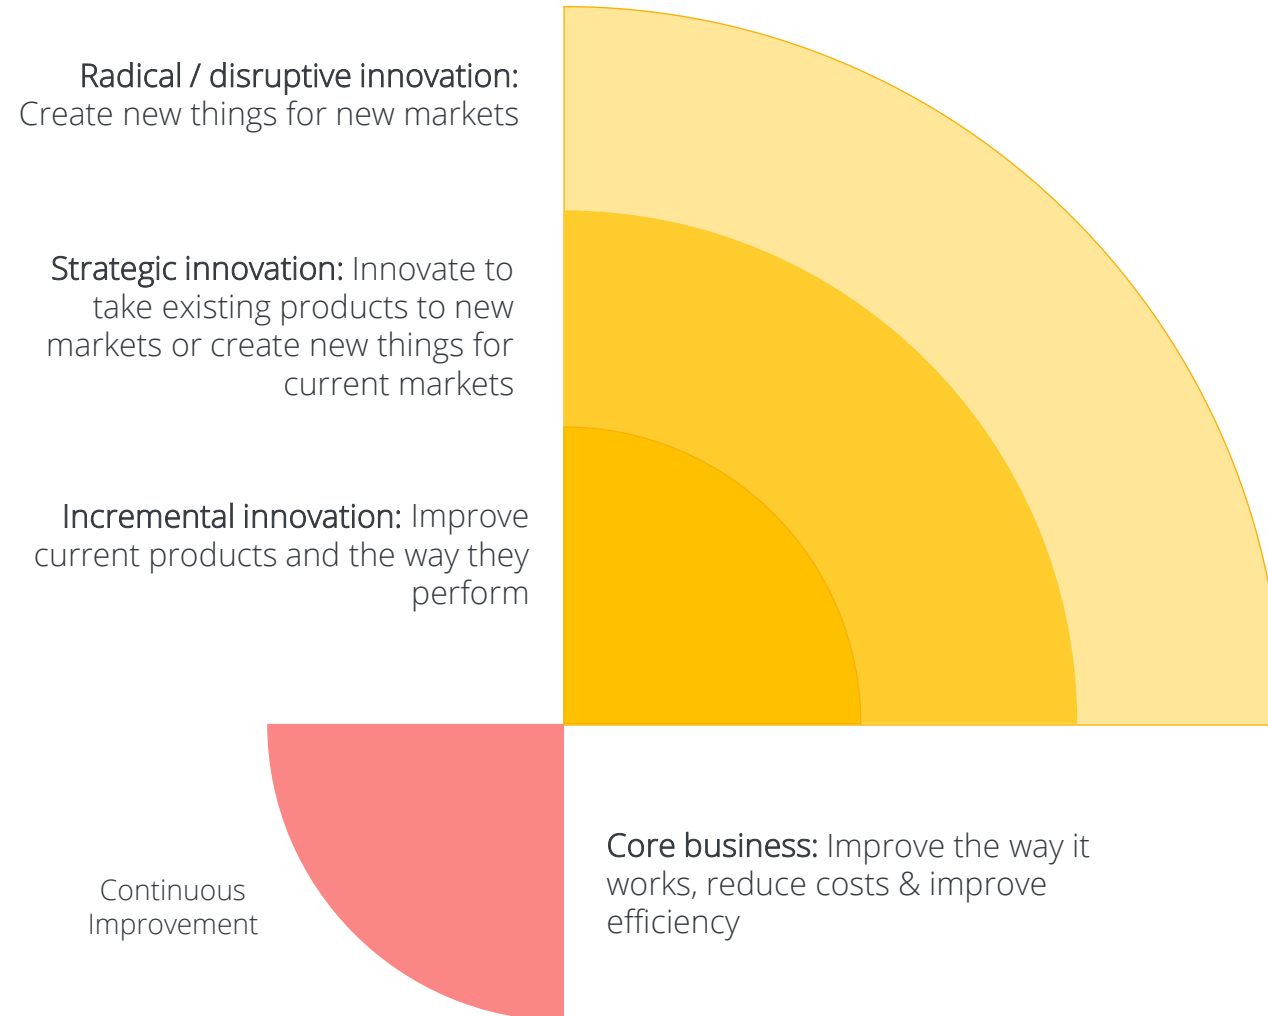 Radical / disruptive innovation:
Create new things for new markets
Strategic innovation: Innovate to
take existing products to new
markets or create new things for
current markets
Incremental innovation: Improve
current products and the way they
perform
Core business: Improve the way it
works, reduce costs & improve
efficiency
Continuous
Improvement